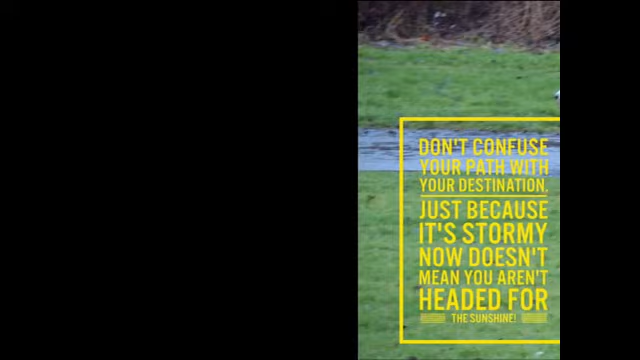 DON'T CONFUSE
YOUR PATH WITH
YOUR DESTINATION.
JUST BECAUSE
IT'S STORMY
NOW DOESN'T
MEAN YOU AREN'T
HEADED FOR
THE SUNSHINE!